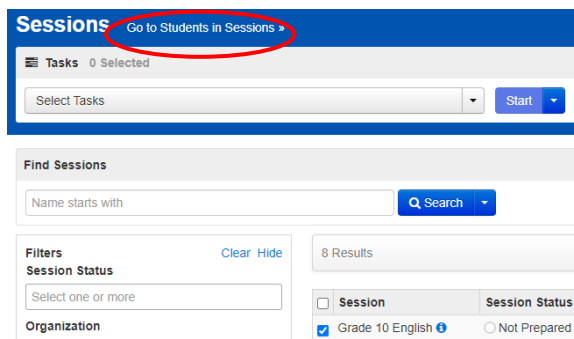 Sessions Go to Students in Sessions »
Tasks 0 Selected
Select Tasks
Start
Find Sessions
Name starts with
Search
Filters Clear Hide
Session Status
Select one or more
Organization
8 Results
Session Session Status
Grade 10 English Not Prepared